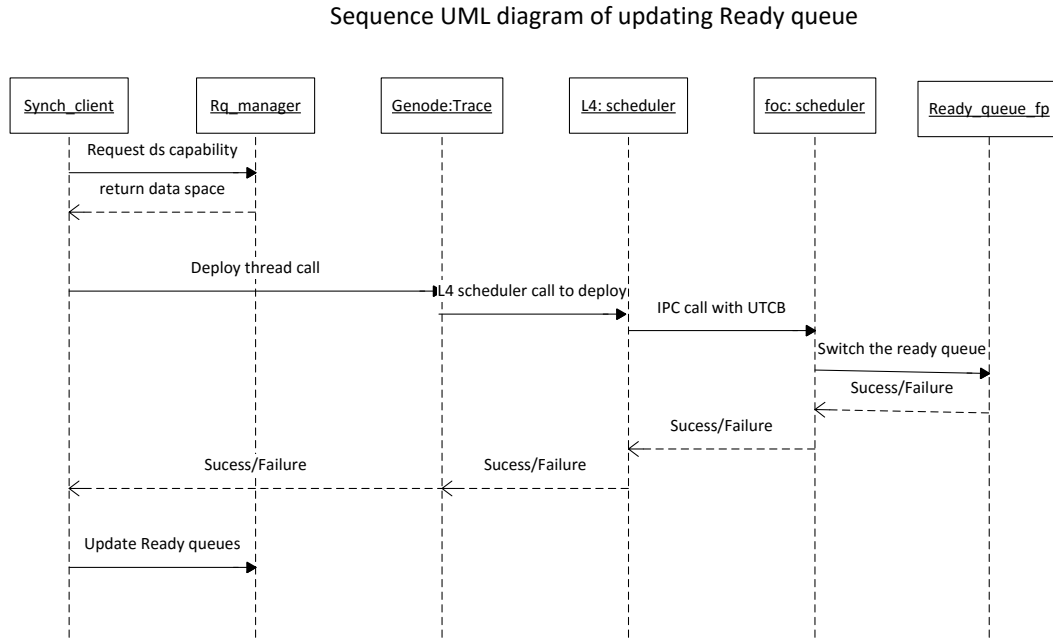 Sequence UML diagram of updating Ready queue
Synch_client
Rq_manager
Genode:Trace
L4: scheduler
foc: scheduler
Ready_queue_fp
Request ds capability
return data space
Deploy thread call
L4 scheduler call to deploy
IPC call with UTCB
Switch the ready queue
Sucess/Failure
Sucess/Failure
Sucess/Failure
Sucess/Failure
Update Ready queues